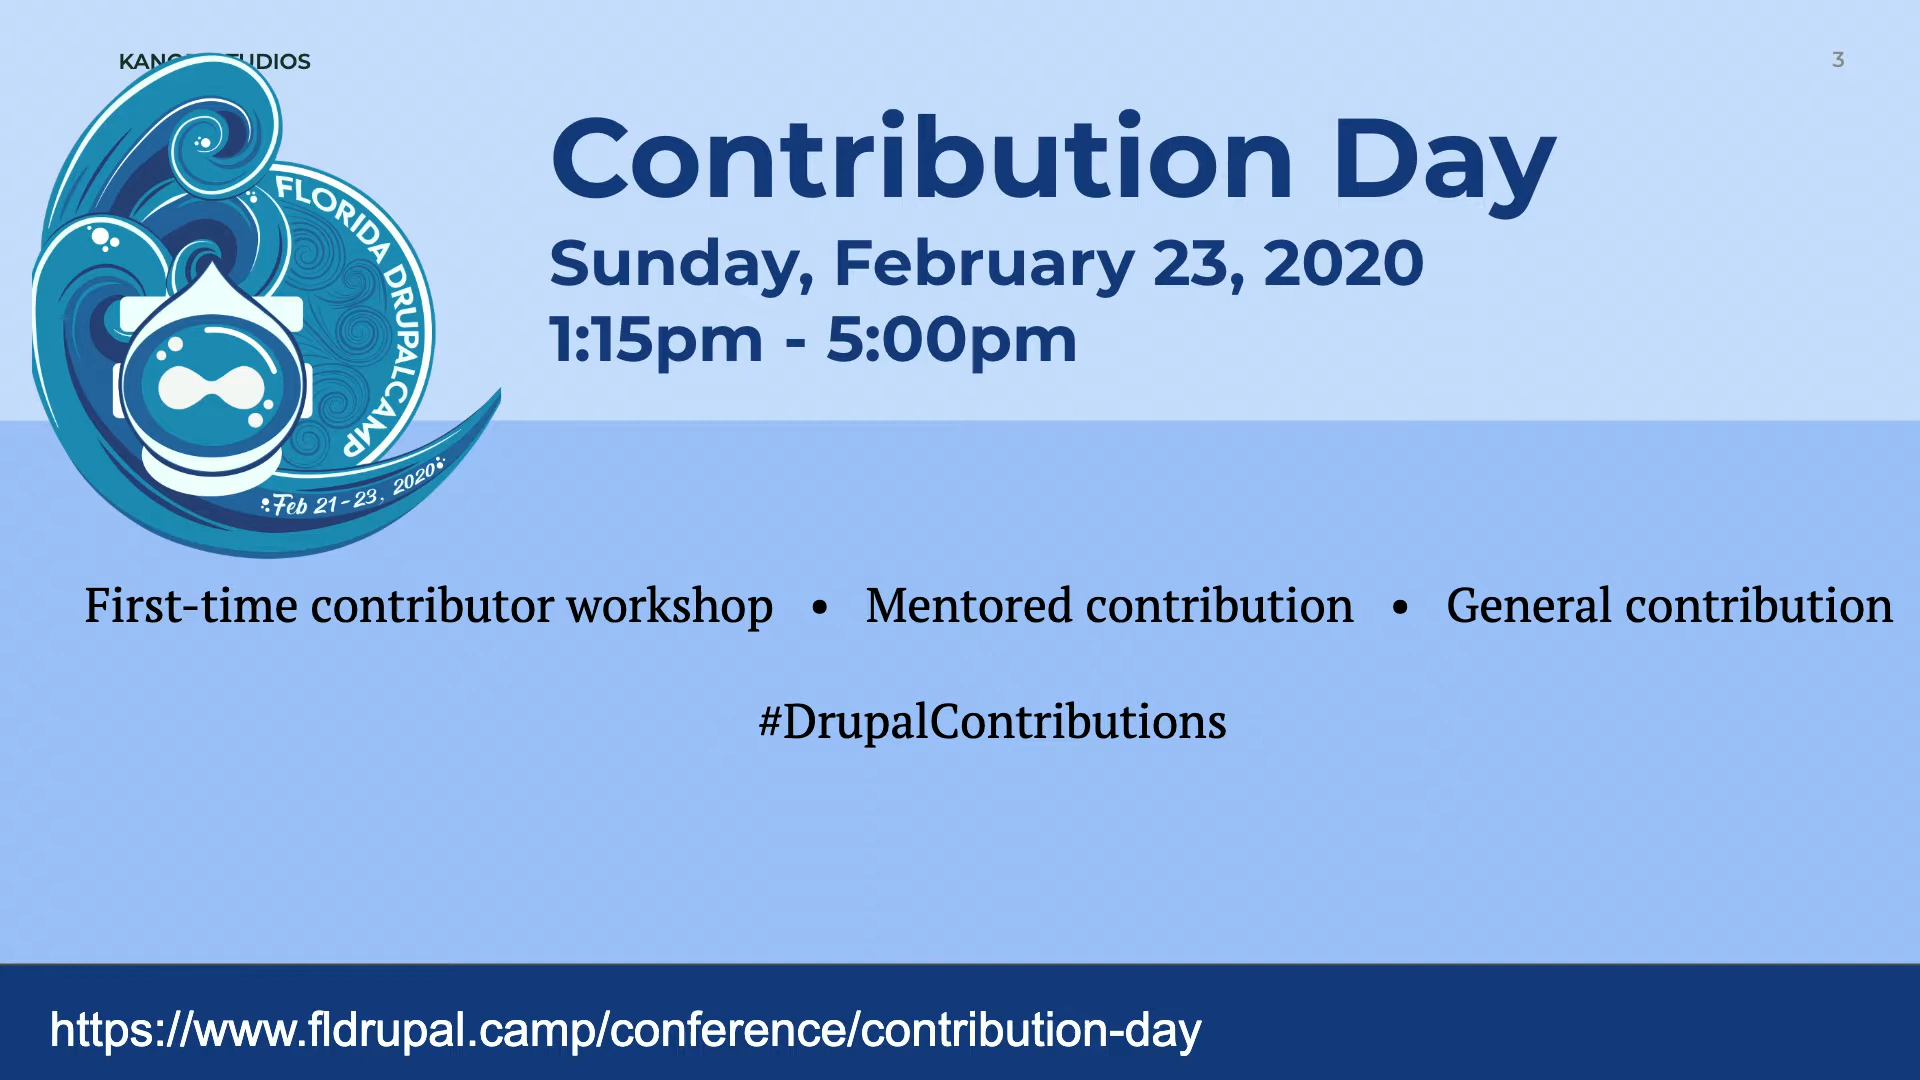 STUDIOS
3
Contribution Day
Sunday, February 23, 2020
1:15pm - 5:00pm
FLORIDA DRUPALCAMP
Feb 21-23, 2020
First-time contributor workshop • Mentored contribution • General contribution
#DrupalContributions
https://www.fldrupal.camp/conference/contribution-day